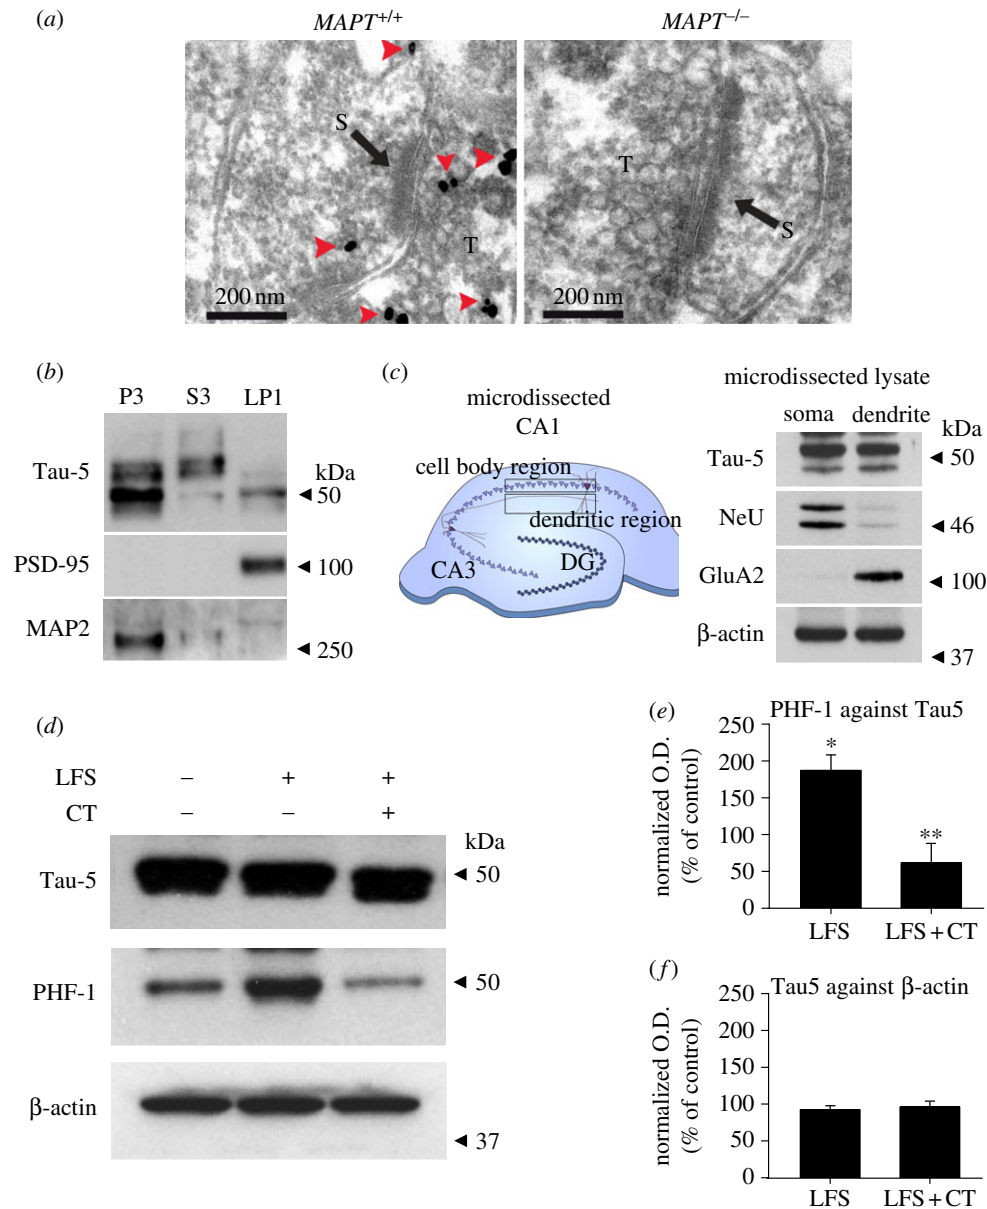 (a)
MAPT+/+
MAPT–/–
S
T
200 nm
T
S
200 nm
(b)
P3 S3 LP1
Tau-5
kDa
50
PSD-95
100
MAP2
250
(c)
microdissected
CA1
cell body region
dendritic region
CA3
DG
microdissected lysate
soma dendrite
kDa
Tau-5
50
NeU
46
GluA2
100
β-actin
37
(d)
LFS – + +
CT – – +
kDa
Tau-5
50
PHF-1
50
β-actin
37
(e)
PHF-1 against Tau5
normalized O.D.
(% of control)
250
200
150
100
50
0
*
**
LFS LFS + CT
(f)
Tau5 against β-actin
normalized O.D.
(% of control)
250
200
150
100
50
0
LFS LFS + CT